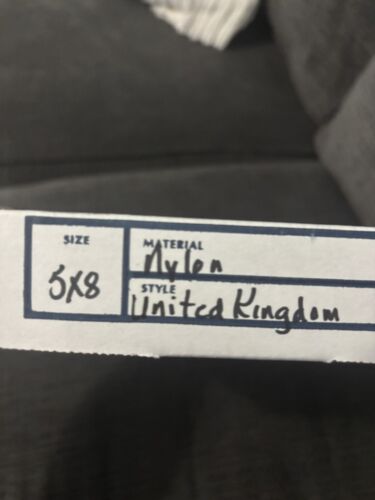 SIZE
5X8
MATERIAL
Nylon
STYLE
United Kingdom